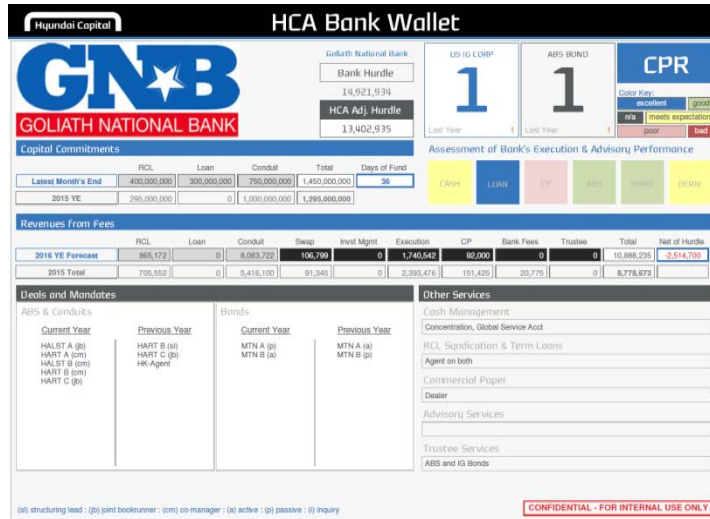 Hyundai Capital
HCA Bank Wallet
GNB
GOLIATH NATIONAL BANK
Goliath National Bank
Bank Hurdle
14,921,934
HCA Adj. Hurdle
13,402,935
US IG CORP
1
Last Year 1
ABS BOND
1
Last Year 1
CPR
Color Key:
excellent good
n/a meets expectation
poor bad
Capital Commitments
RCL Loan Conduit Total Days of Fund
Latest Month's End 400,000,000 300,000,000 750,000,000 1,450,000,000 36
2015 YE 295,000,000 0 1,000,000,000 1,295,000,000
Assessment of Bank's Execution & Advisory Performance
CASH LOAN CP ABS BOND DERIV
Revenues from Fees
RCL Loan Conduit Swap Invst Mgmt Execution CP Bank Fees Trustee Total Net of Hurdle
2016 YE Forecast 865,172 0 8,083,722 106,799 0 1,740,542 92,000 0 0 10,888,235 -2,514,700
2015 Total 705,552 0 5,416,100 91,345 0 2,393,476 151,425 20,775 0 8,778,673
Deals and Mandates
ABS & Conduits
Current Year Previous Year
HALST A (jb) HART B (sl)
HART A (cm) HART C (jb)
HALST B (cm) HK-Agent
HART B (cm)
HART C (jb)
Bonds
Current Year Previous Year
MTN A (p) MTN A (a)
MTN B (a) MTN B (p)
Other Services
Cash Management
Concentration, Global Service Acct
RCL Syndication & Term Loans
Agent on both
Commercial Paper
Dealer
Advisory Services
Trustee Services
ABS and IG Bonds
(sl) structuring lead : (jb) joint bookrunner : (cm) co-manager : (a) active : (p) passive : (i) inquiry
CONFIDENTIAL - FOR INTERNAL USE ONLY